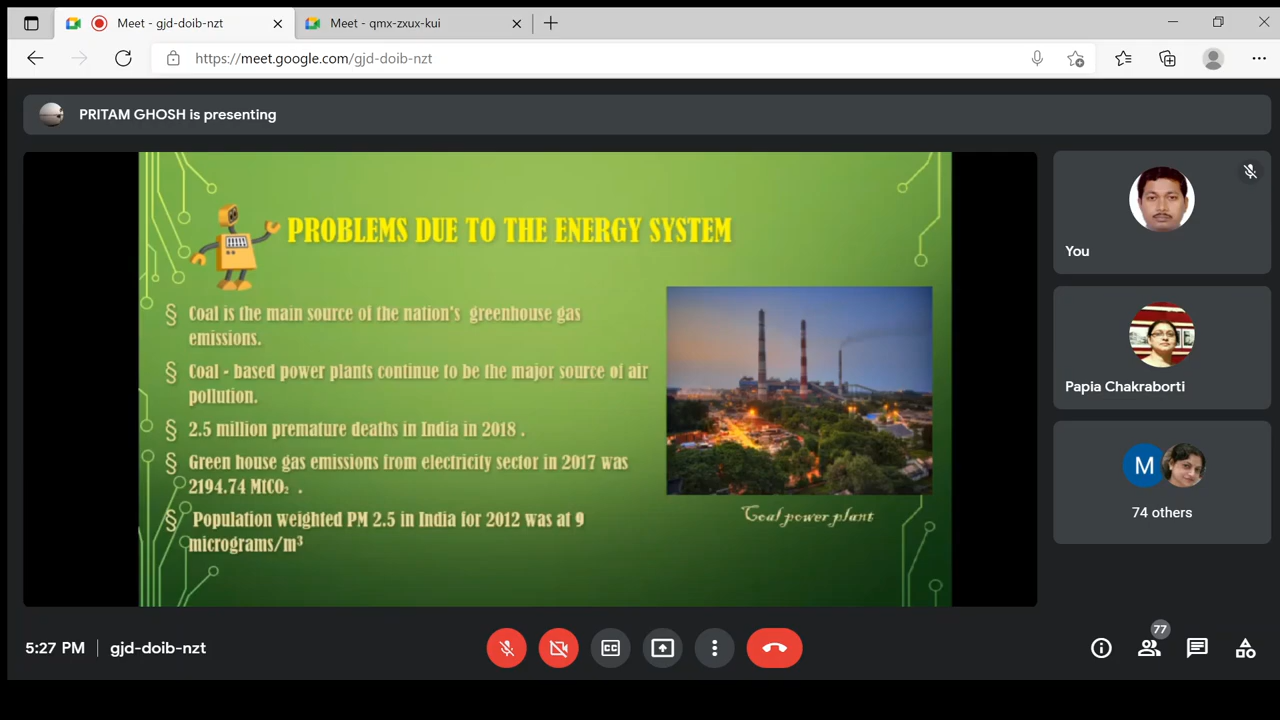 Meet - gjd-doib-nzt
Meet - qmx-zxux-kui
https://meet.google.com/gjd-doib-nzt
PRITAM GHOSH is presenting
PROBLEMS DUE TO THE ENERGY SYSTEM
§ Coal is the main source of the nation's greenhouse gas
emissions.
§ Coal - based power plants continue to be the major source of air
pollution.
§ 2.5 million premature deaths in India in 2018 .
§ Green house gas emissions from electricity sector in 2017 was
2194.74 MtCO₂ .
§ Population weighted PM 2.5 in India for 2012 was at 9
micrograms/m³
Coal power plant
You
Papia Chakraborti
M
74 others
5:27 PM | gjd-doib-nzt
CC
77